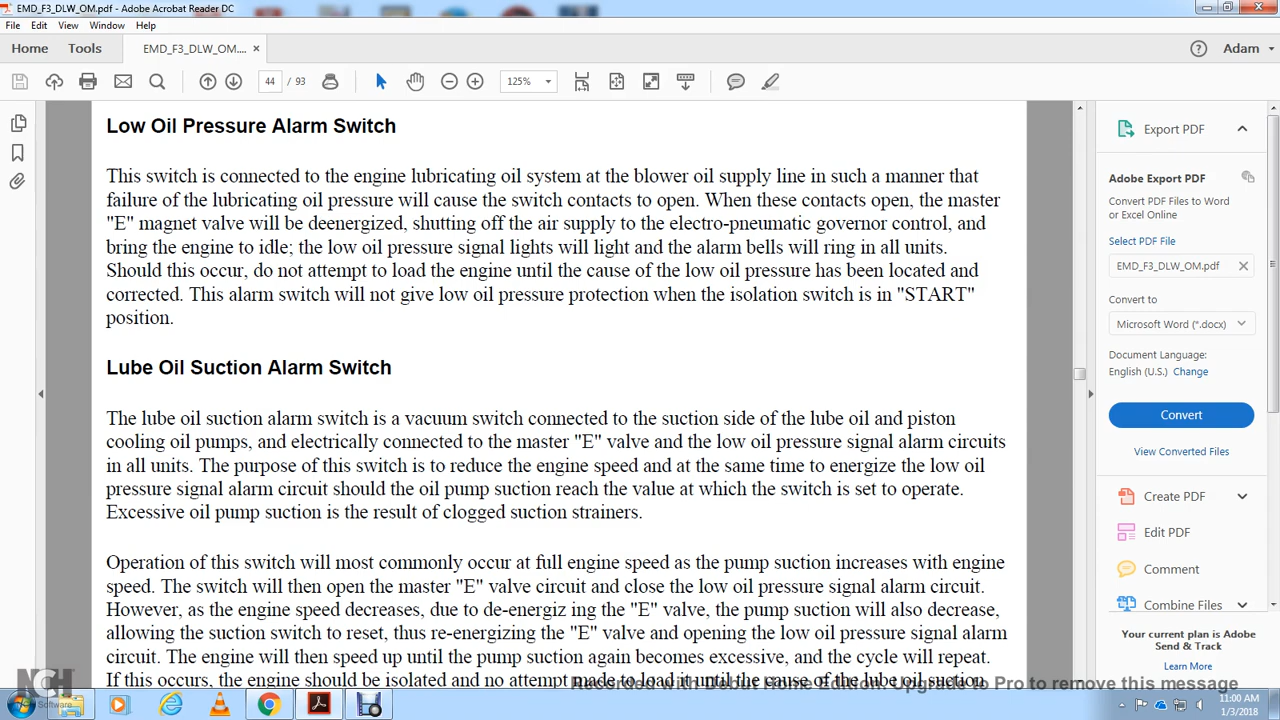 EMD_F3_DLW_OM.pdf - Adobe Acrobat Reader DC
File Edit View Window Help
Home Tools EMD_F3_DLW_OM.... × Adam
44 / 93 125%
Low Oil Pressure Alarm Switch
This switch is connected to the engine lubricating oil system at the blower oil supply line in such a manner that
failure of the lubricating oil pressure will cause the switch contacts to open. When these contacts open, the master
"E" magnet valve will be deenergized, shutting off the air supply to the electro-pneumatic governor control, and
bring the engine to idle; the low oil pressure signal lights will light and the alarm bells will ring in all units.
Should this occur, do not attempt to load the engine until the cause of the low oil pressure has been located and
corrected. This alarm switch will not give low oil pressure protection when the isolation switch is in "START"
position.
Lube Oil Suction Alarm Switch
The lube oil suction alarm switch is a vacuum switch connected to the suction side of the lube oil and piston
cooling oil pumps, and electrically connected to the master "E" valve and the low oil pressure signal alarm circuits
in all units. The purpose of this switch is to reduce the engine speed and at the same time to energize the low oil
pressure signal alarm circuit should the oil pump suction reach the value at which the switch is set to operate.
Excessive oil pump suction is the result of clogged suction strainers.
Operation of this switch will most commonly occur at full engine speed as the pump suction increases with engine
speed. The switch will then open the master "E" valve circuit and close the low oil pressure signal alarm circuit.
However, as the engine speed decreases, due to de-energiz ing the "E" valve, the pump suction will also decrease,
allowing the suction switch to reset, thus re-energizing the "E" valve and opening the low oil pressure signal alarm
circuit. The engine will then speed up until the pump suction again becomes excessive, and the cycle will repeat.
If this occurs, the engine should be isolated and no attempt made to load it until the cause of the lube oil suction
Export PDF
Adobe Export PDF
Convert PDF Files to Word
or Excel Online
Select PDF File
EMD_F3_DLW_OM.pdf ×
Convert to
Microsoft Word (*.docx)
Document Language:
English (U.S.) Change
Convert
View Converted Files
Create PDF
Edit PDF
Comment
Combine Files
Your current plan is Adobe
Send & Track
Learn More
NCH
Software
Recorded with Debut Home Edition. Upgrade to Pro to remove this message
11:00 AM
1/3/2018